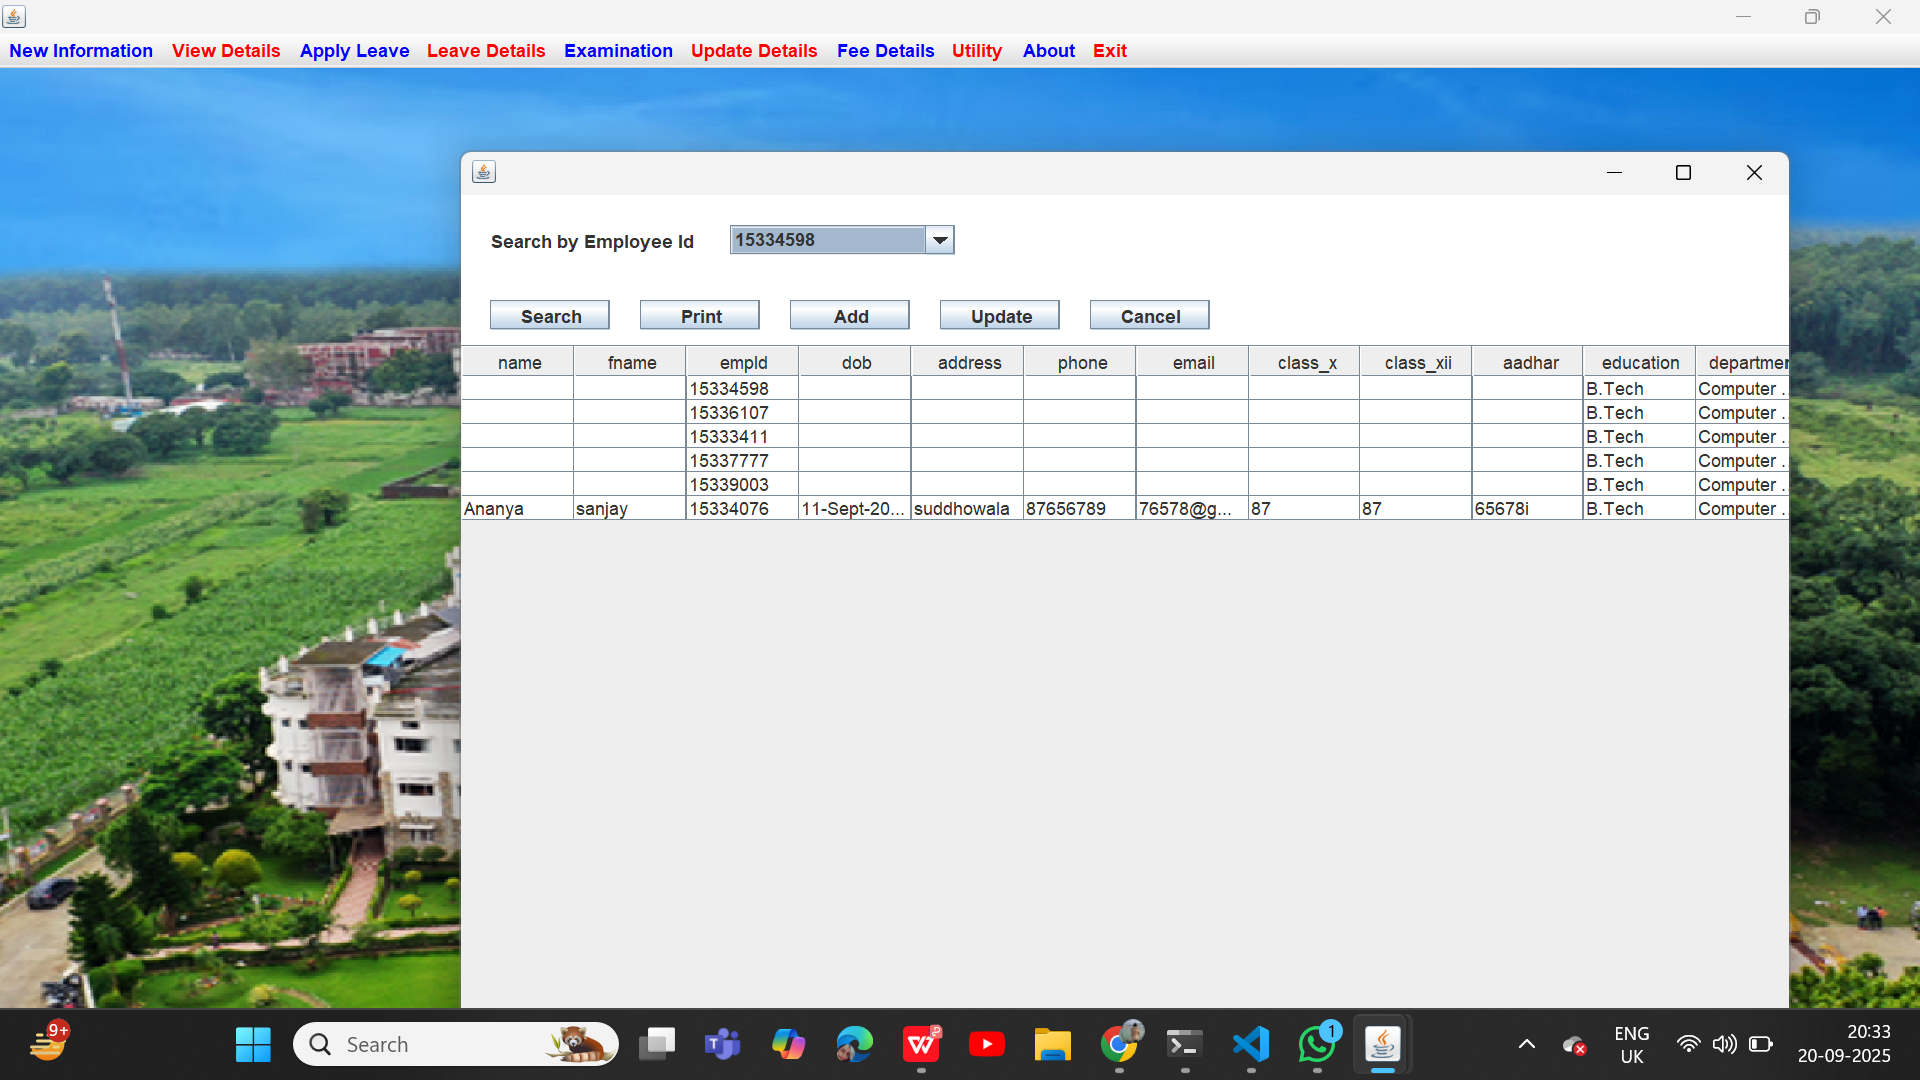 New Information View Details Apply Leave Leave Details Examination Update Details Fee Details Utility About Exit
Search by Employee Id 15334598
Search Print Add Update Cancel
name fname empId dob address phone email class_x class_xii aadhar education departmen
15334598 B.Tech Computer ..
15336107 B.Tech Computer ..
15333411 B.Tech Computer ..
15337777 B.Tech Computer ..
15339003 B.Tech Computer ..
Ananya sanjay 15334076 11-Sept-20... suddhowala 87656789 76578@g... 87 87 65678i B.Tech Computer ..
9+
Search
1
ENG
UK
20:33
20-09-2025